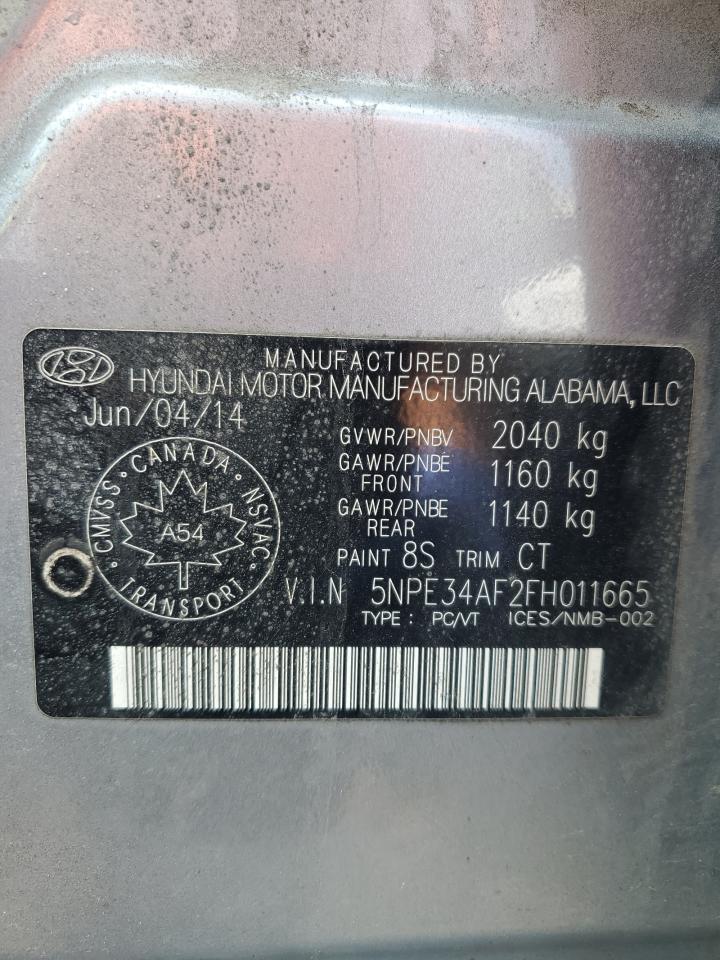 MANUFACTURED BY
HYUNDAI MOTOR MANUFACTURING ALABAMA, LLC
Jun/04/14
GVWR/PNBV 2040 kg
GAWR/PNBE FRONT 1160 kg
GAWR/PNBE REAR 1140 kg
CANADA
CMVSS NSVAC
A54
TRANSPORT
PAINT 8S TRIM CT
V.I.N 5NPE34AF2FH011665
TYPE : PC/VT ICES/NMB-002